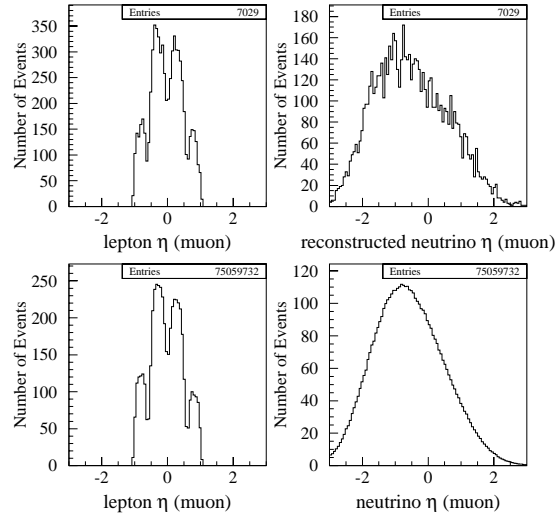 Entries 7029
Number of Events
350
300
250
200
150
100
50
0
-2 0 2
lepton η (muon)
Entries 7029
Number of Events
180
160
140
120
100
80
60
40
20
0
-2 0 2
reconstructed neutrino η (muon)
Entries 75059732
Number of Events
250
200
150
100
50
0
-2 0 2
lepton η (muon)
Entries 75059732
Number of Events
120
100
80
60
40
20
0
-2 0 2
neutrino η (muon)